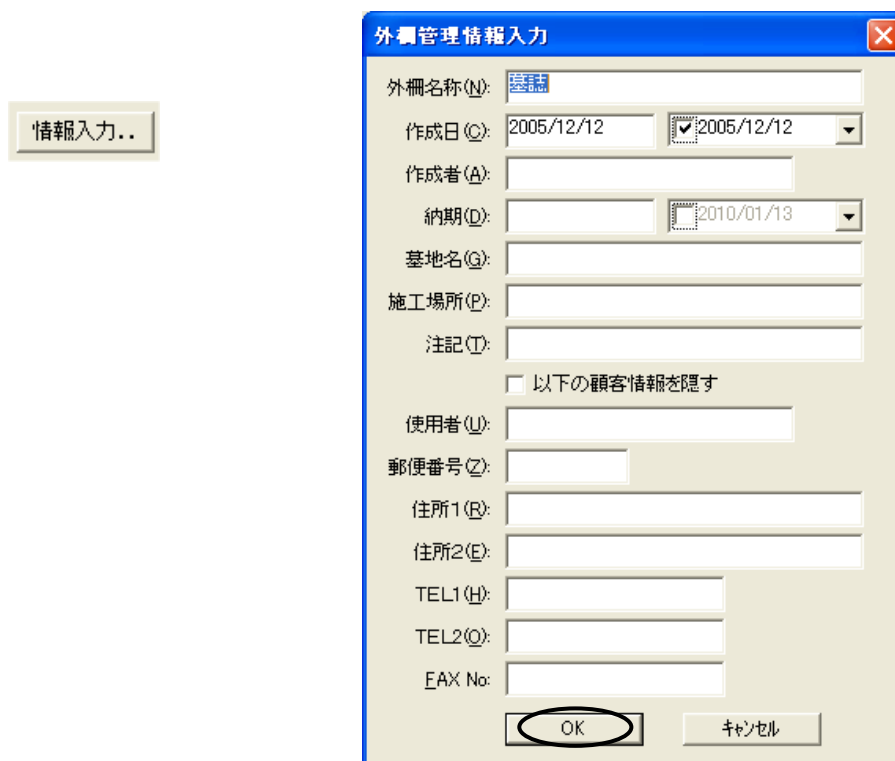 外柵管理情報入力
情報入力..
外柵名称(N): 墓誌
作成日(C): 2005/12/12 2005/12/12
作成者(A):
納期(D): 2010/01/13
墓地名(G):
施工場所(P):
注記(T):
以下の顧客情報を隠す
使用者(U):
郵便番号(Z):
住所1(R):
住所2(E):
TEL1(H):
TEL2(O):
FAX No:
OK キャンセル